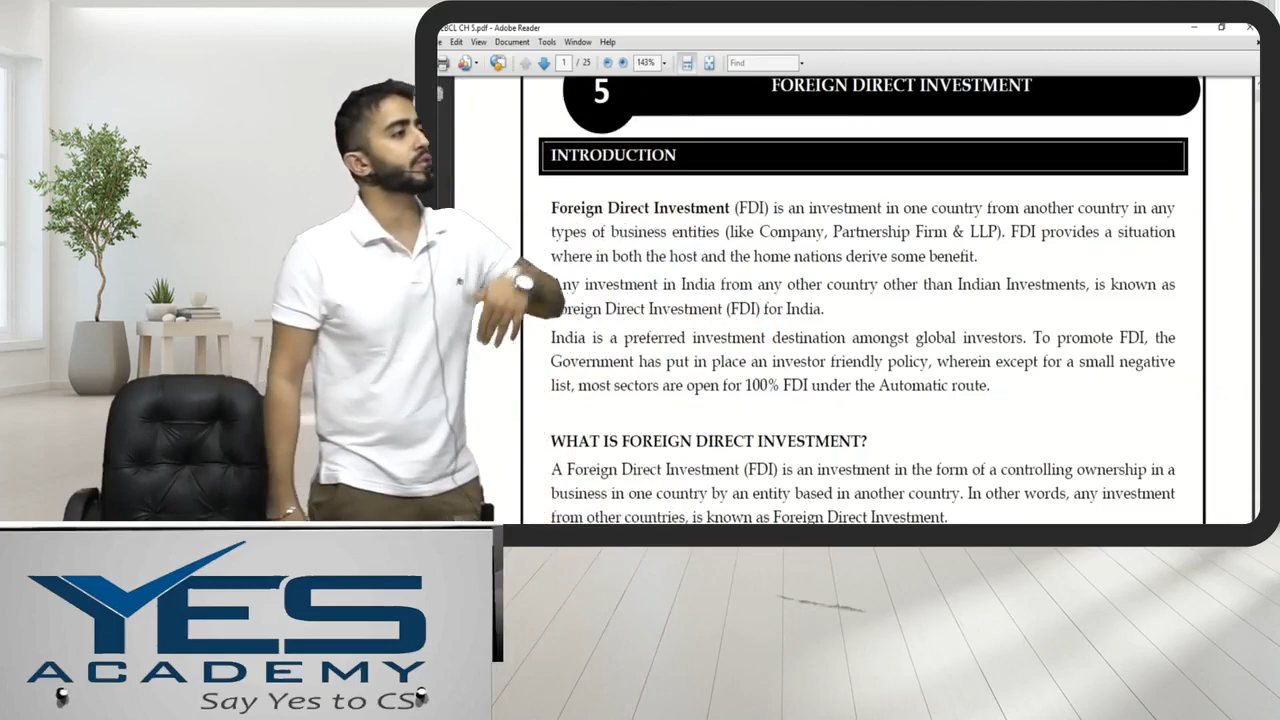 CH 5.pdf - Adobe Reader
Edit View Document Tools Window Help
1 / 25 143% Find
5 FOREIGN DIRECT INVESTMENT
INTRODUCTION
Foreign Direct Investment (FDI) is an investment in one country from another country in any
types of business entities (like Company, Partnership Firm & LLP). FDI provides a situation
where in both the host and the home nations derive some benefit.
Any investment in India from any other country other than Indian Investments, is known as
Foreign Direct Investment (FDI) for India.
India is a preferred investment destination amongst global investors. To promote FDI, the
Government has put in place an investor friendly policy, wherein except for a small negative
list, most sectors are open for 100% FDI under the Automatic route.
WHAT IS FOREIGN DIRECT INVESTMENT?
A Foreign Direct Investment (FDI) is an investment in the form of a controlling ownership in a
business in one country by an entity based in another country. In other words, any investment
from other countries, is known as Foreign Direct Investment.
YES
ACADEMY
Say Yes to CS